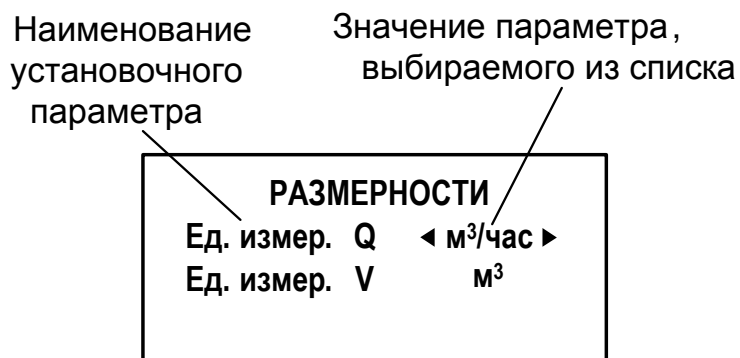 Наименование
установочного
параметра
Значение параметра,
выбираемого из списка
РАЗМЕРНОСТИ
Ед. измер. Q ◄ м³/час ►
Ед. измер. V м³